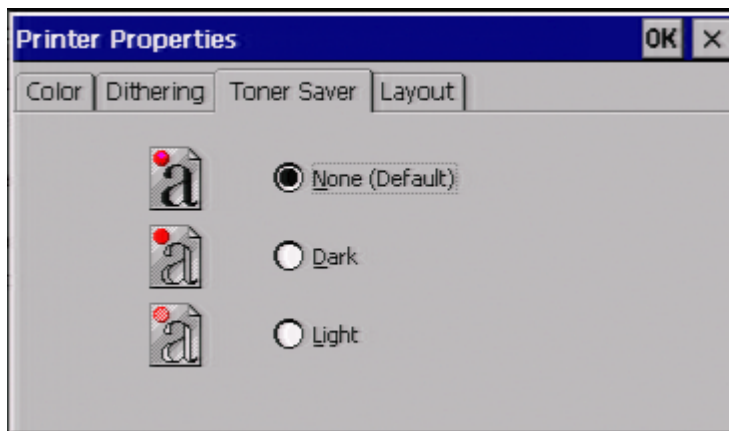 Printer Properties OK ×
Color Dithering Toner Saver Layout
a None (Default)
a Dark
a Light